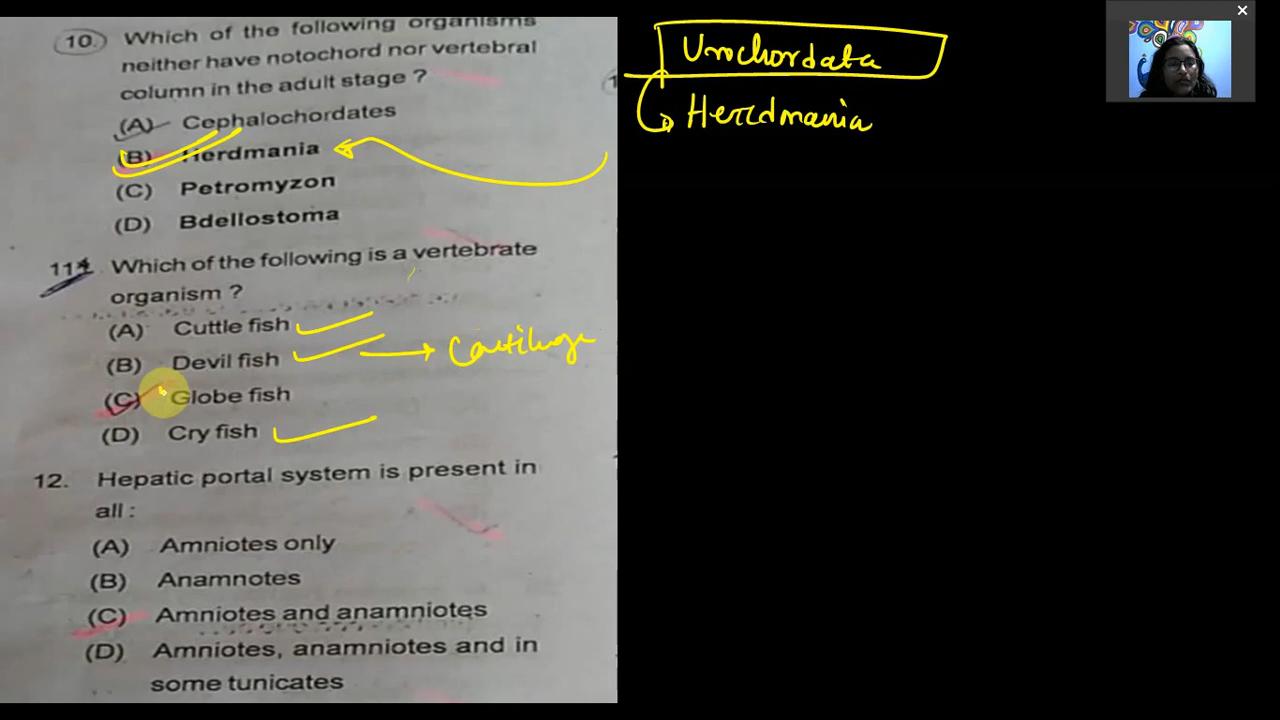 10. Which of the following organisms
neither have notochord nor vertebral
column in the adult stage ?
(A) Cephalochordates
(B) Herdmania
(C) Petromyzon
(D) Bdellostoma
11. Which of the following is a vertebrate
organism ?
(A) Cuttle fish
(B) Devil fish
(C) Globe fish
(D) Cry fish
12. Hepatic portal system is present in
all :
(A) Amniotes only
(B) Anamnotes
(C) Amniotes and anamniotes
(D) Amniotes, anamniotes and in
some tunicates
Urochordata
Herdmania
Cartilage